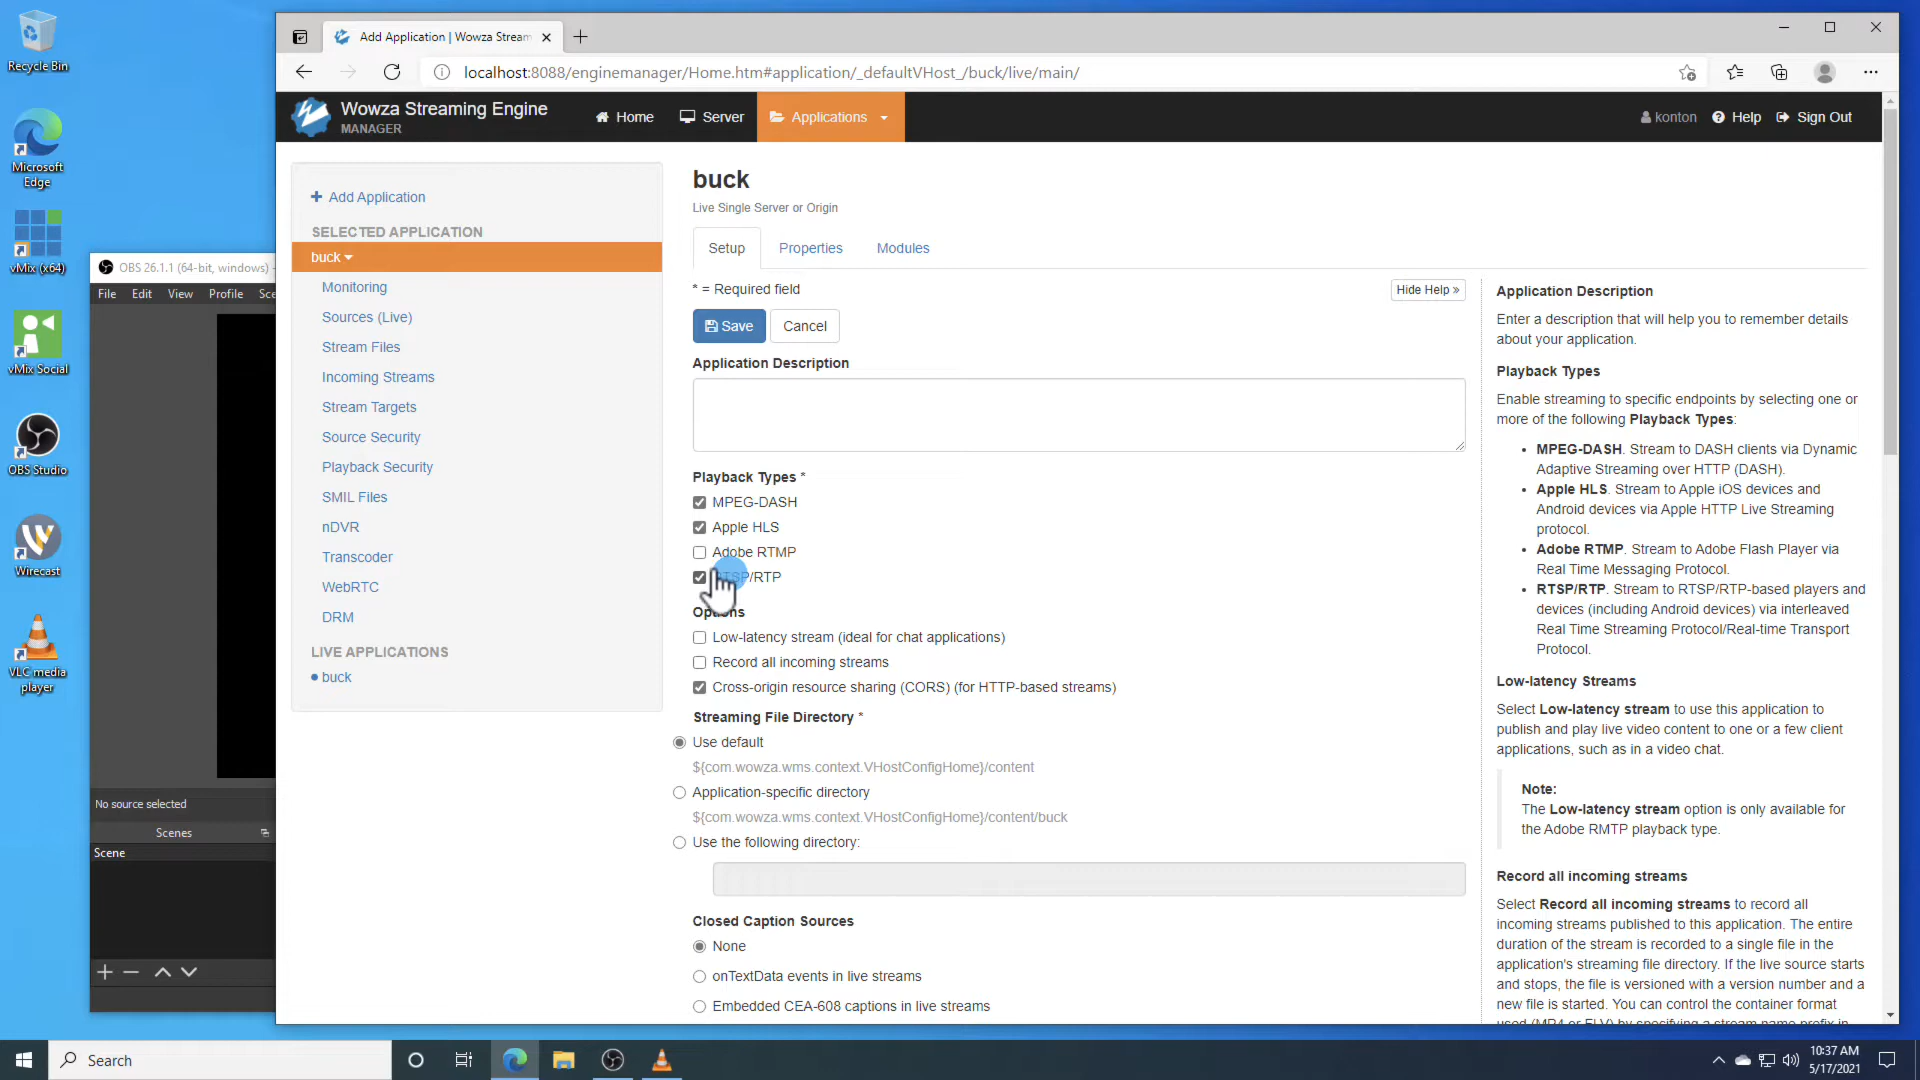 Recycle Bin
Microsoft
Edge
vMix (x64)
vMix Social
OBS Studio
Wirecast
VLC media
player
OBS 26.1.1 (64-bit, windows) -
File Edit View Profile Sce
No source selected
Scenes
Scene
Add Application | Wowza Stream
localhost:8088/enginemanager/Home.htm#application/_defaultVHost_/buck/live/main/
Wowza Streaming Engine
MANAGER
Home
Server
Applications
konton
Help
Sign Out
Add Application
SELECTED APPLICATION
buck
Monitoring
Sources (Live)
Stream Files
Incoming Streams
Stream Targets
Source Security
Playback Security
SMIL Files
nDVR
Transcoder
WebRTC
DRM
LIVE APPLICATIONS
buck
buck
Live Single Server or Origin
Setup Properties Modules
* = Required field
Hide Help »
Save
Cancel
Application Description
Playback Types *
MPEG-DASH
Apple HLS
Adobe RTMP
RTSP/RTP
Options
Low-latency stream (ideal for chat applications)
Record all incoming streams
Cross-origin resource sharing (CORS) (for HTTP-based streams)
Streaming File Directory *
Use default
${com.wowza.wms.context.VHostConfigHome}/content
Application-specific directory
${com.wowza.wms.context.VHostConfigHome}/content/buck
Use the following directory:
Closed Caption Sources
None
onTextData events in live streams
Embedded CEA-608 captions in live streams
Application Description
Enter a description that will help you to remember details
about your application.
Playback Types
Enable streaming to specific endpoints by selecting one or
more of the following Playback Types:
• MPEG-DASH. Stream to DASH clients via Dynamic
Adaptive Streaming over HTTP (DASH).
• Apple HLS. Stream to Apple iOS devices and
Android devices via Apple HTTP Live Streaming
protocol.
• Adobe RTMP. Stream to Adobe Flash Player via
Real Time Messaging Protocol.
• RTSP/RTP. Stream to RTSP/RTP-based players and
devices (including Android devices) via interleaved
Real Time Streaming Protocol/Real-time Transport
Protocol.
Low-latency Streams
Select Low-latency stream to use this application to
publish and play live video content to one or a few client
applications, such as in a video chat.
Note:
The Low-latency stream option is only available for
the Adobe RMTP playback type.
Record all incoming streams
Select Record all incoming streams to record all
incoming streams published to this application. The entire
duration of the stream is recorded to a single file in the
application's streaming file directory. If the live source starts
and stops, the file is versioned with a version number and a
new file is started. You can control the container format
used (MP4 or FLV) by specifying a stream name prefix in
Search
10:37 AM
5/17/2021